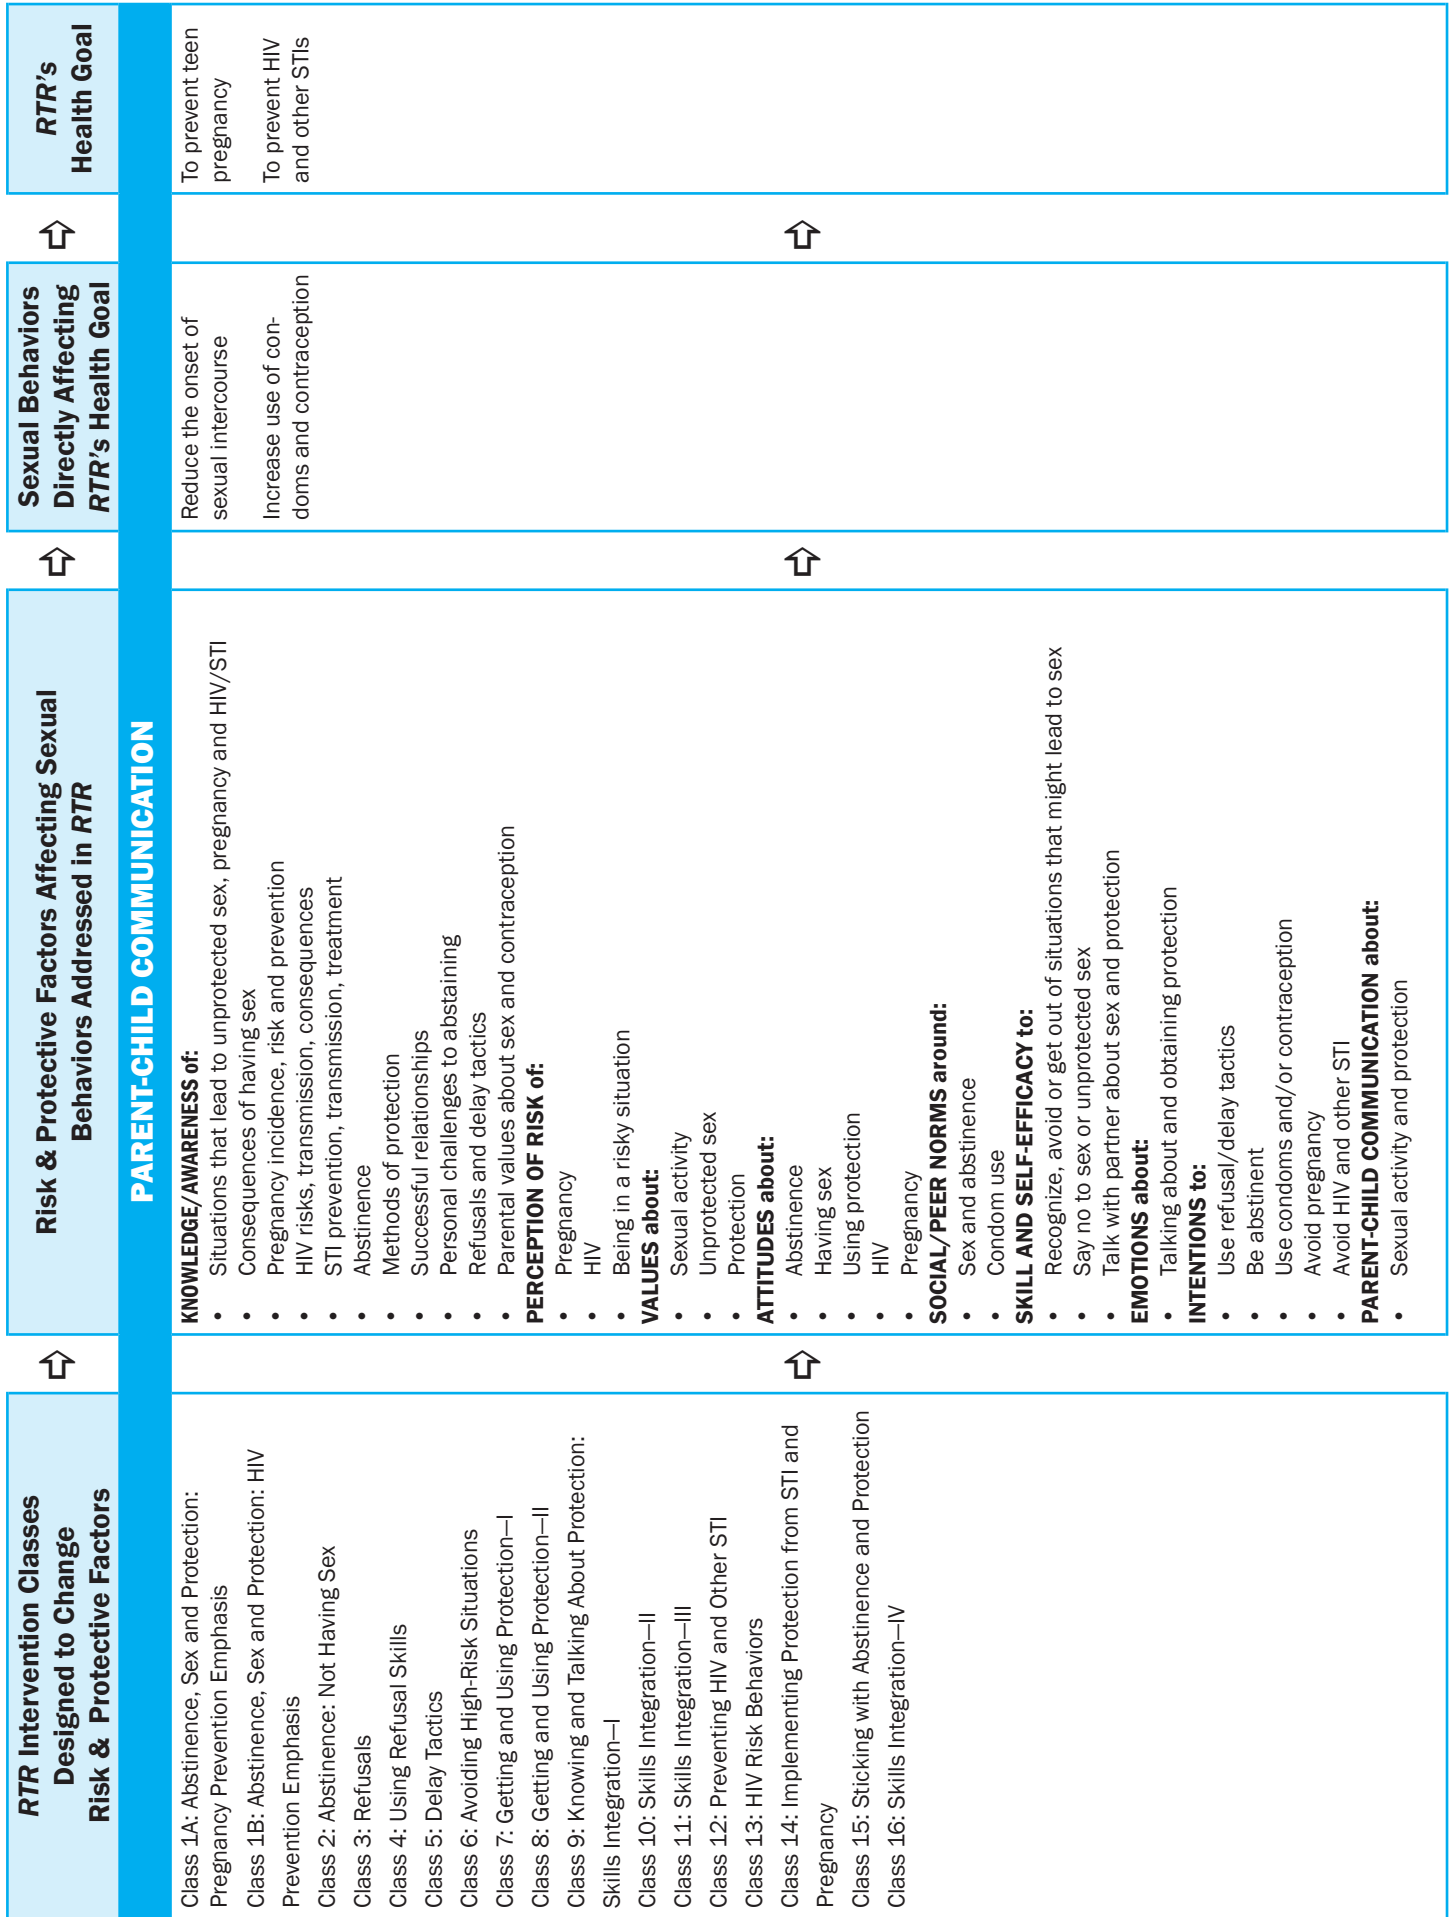 RTR Intervention Classes
Designed to Change
Risk & Protective Factors
Risk & Protective Factors Affecting Sexual
Behaviors Addressed in RTR
Sexual Behaviors
Directly Affecting
RTR's Health Goal
RTR's
Health Goal
PARENT-CHILD COMMUNICATION
Class 1A: Abstinence, Sex and Protection:
Pregnancy Prevention Emphasis
Class 1B: Abstinence, Sex and Protection: HIV
Prevention Emphasis
Class 2: Abstinence: Not Having Sex
Class 3: Refusals
Class 4: Using Refusal Skills
Class 5: Delay Tactics
Class 6: Avoiding High-Risk Situations
Class 7: Getting and Using Protection—I
Class 8: Getting and Using Protection—II
Class 9: Knowing and Talking About Protection:
Skills Integration—I
Class 10: Skills Integration—II
Class 11: Skills Integration—III
Class 12: Preventing HIV and Other STI
Class 13: HIV Risk Behaviors
Class 14: Implementing Protection from STI and
Pregnancy
Class 15: Sticking with Abstinence and Protection
Class 16: Skills Integration—IV
KNOWLEDGE/AWARENESS of:
• Situations that lead to unprotected sex, pregnancy and HIV/STI
• Consequences of having sex
• Pregnancy incidence, risk and prevention
• HIV risks, transmission, consequences
• STI prevention, transmission, treatment
• Abstinence
• Methods of protection
• Successful relationships
• Personal challenges to abstaining
• Refusals and delay tactics
• Parental values about sex and contraception
PERCEPTION OF RISK of:
• Pregnancy
• HIV
• Being in a risky situation
VALUES about:
• Sexual activity
• Unprotected sex
• Protection
ATTITUDES about:
• Abstinence
• Having sex
• Using protection
• HIV
• Pregnancy
SOCIAL/PEER NORMS around:
• Sex and abstinence
• Condom use
SKILL AND SELF-EFFICACY to:
• Recognize, avoid or get out of situations that might lead to sex
• Say no to sex or unprotected sex
• Talk with partner about sex and protection
EMOTIONS about:
• Talking about and obtaining protection
INTENTIONS to:
• Use refusal/delay tactics
• Be abstinent
• Use condoms and/or contraception
• Avoid pregnancy
• Avoid HIV and other STI
PARENT-CHILD COMMUNICATION about:
• Sexual activity and protection
Reduce the onset of
sexual intercourse
Increase use of con-
doms and contraception
To prevent teen
pregnancy
To prevent HIV
and other STIs